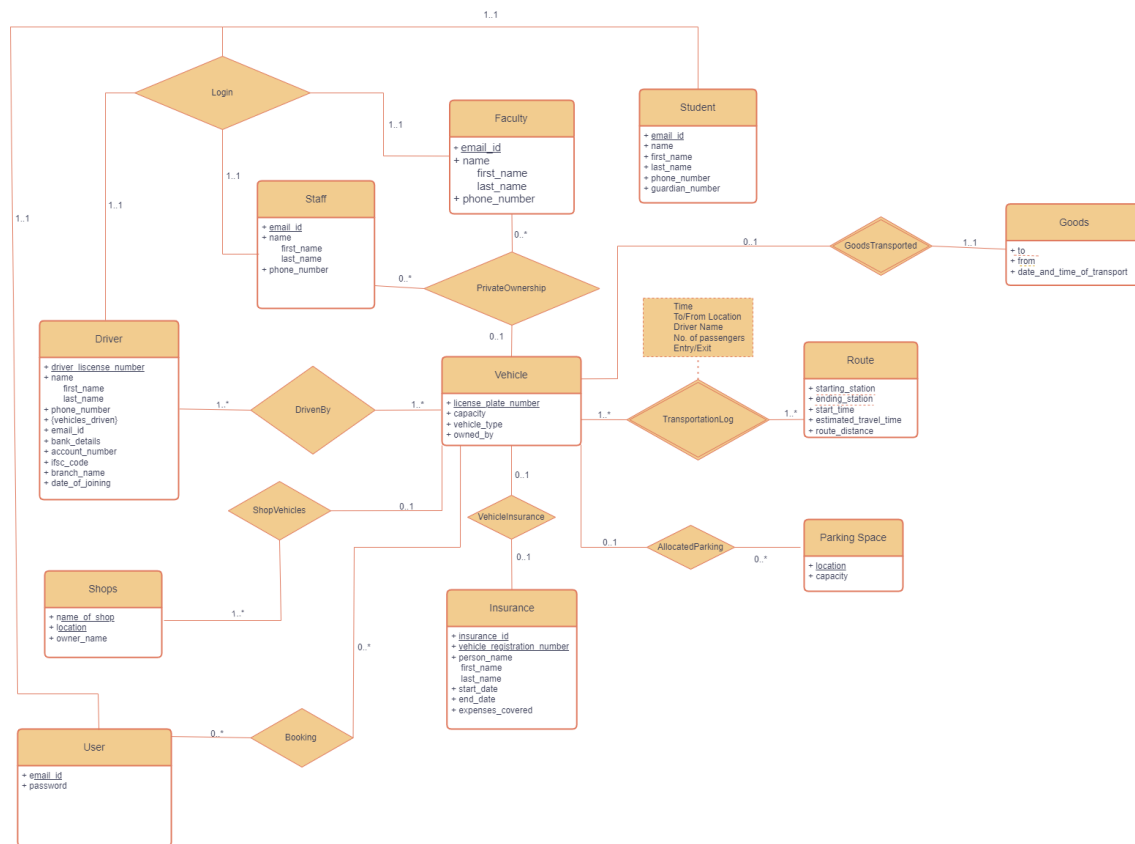 1..1
Login
Student
+ email_id
+ name
+ first_name
+ last_name
+ phone_number
+ guardian_number
Faculty
+ email_id
+ name
first_name
last_name
+ phone_number
1..1
1..1
1..1
1..1
Staff
+ email_id
+ name
first_name
last_name
+ phone_number
0..*
0..*
PrivateOwnership
0..1
0..1
GoodsTransported
1..1
Goods
+ to
+ from
+ date_and_time_of_transport
Time
To/From Location
Driver Name
No. of passengers
Entry/Exit
Driver
+ driver_liscense_number
+ name
first_name
last_name
+ phone_number
+ {vehicles_driven}
+ email_id
+ bank_details
+ account_number
+ ifsc_code
+ branch_name
+ date_of_joining
1..*
DrivenBy
1..*
Vehicle
+ license_plate_number
+ capacity
+ vehicle_type
+ owned_by
1..*
TransportationLog
1..*
Route
+ starting_station
+ ending_station
+ start_time
+ estimated_travel_time
+ route_distance
ShopVehicles
0..1
0..1
VehicleInsurance
0..1
0..1
AllocatedParking
0..*
Parking Space
+ location
+ capacity
Shops
+ name_of_shop
+ location
+ owner_name
1..*
Insurance
+ insurance_id
+ vehicle_registration_number
+ person_name
first_name
last_name
+ start_date
+ end_date
+ expenses_covered
0..*
User
+ email_id
+ password
0..*
Booking